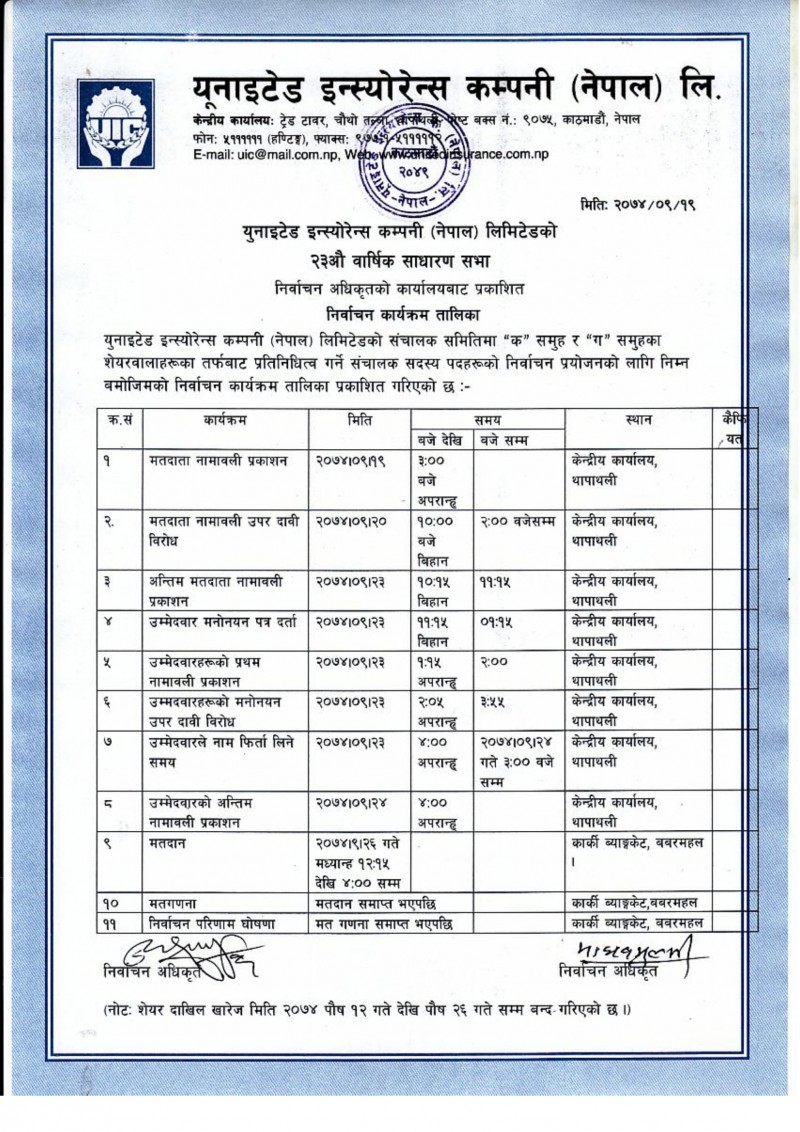 यूनाइटेड इन्स्योरेन्स कम्पनी (नेपाल) लि.
केन्द्रीय कार्यालयः ट्रेड टावर, चौथो तल्ला, थापाथली, पोष्ट बक्स नं.: ९०७५, काठमाडौं, नेपाल
फोनः ५१११११ (हण्टिङ्ग), फ्याक्सः ९७७-१-५१११११२
E-mail: uic@mail.com.np, Web: www.unitedinsurance.com.np
UIC
२०४९
मितिः २०७४/०९/१९
युनाइटेड इन्स्योरेन्स कम्पनी (नेपाल) लिमिटेडको
२३औ वार्षिक साधारण सभा
निर्वाचन अधिकृतको कार्यालयबाट प्रकाशित
निर्वाचन कार्यक्रम तालिका
युनाइटेड इन्स्योरेन्स कम्पनी (नेपाल) लिमिटेडको संचालक समितिमा “क” समुह र “ग” समुहका
शेयरवालाहरूका तर्फबाट प्रतिनिधित्व गर्ने संचालक सदस्य पदहरूको निर्वाचन प्रयोजनको लागि निम्न
बमोजिमको निर्वाचन कार्यक्रम तालिका प्रकाशित गरिएको छ :-
क्र.सं कार्यक्रम मिति समय स्थान कैफि
बजे देखि बजे सम्म यत
१ मतदाता नामावली प्रकाशन २०७४।०९।१९ ३:०० केन्द्रीय कार्यालय,
बजे थापाथली
अपरान्ह
२. मतदाता नामावली उपर दावी २०७४।०९।२० १०:०० २:०० वजेसम्म केन्द्रीय कार्यालय,
विरोध बजे थापाथली
बिहान
३ अन्तिम मतदाता नामावली २०७४।०९।२३ १०:१५ ११:१५ केन्द्रीय कार्यालय,
प्रकाशन बिहान थापाथली
४ उम्मेदवार मनोनयन पत्र दर्ता २०७४।०९।२३ ११:१५ ०१:१५ केन्द्रीय कार्यालय,
बिहान थापाथली
५ उम्मेदवारहरूको प्रथम २०७४।०९।२३ १:१५ २:०० केन्द्रीय कार्यालय,
नामावली प्रकाशन अपरान्ह थापाथली
६ उम्मदवारहरूको मनोनयन २०७४।०९।२३ २:०५ ३:५५ केन्द्रीय कार्यालय,
उपर दावी विरोध अपरान्ह थापाथली
७ उम्मेदवारले नाम फिर्ता लिने २०७४।०९।२३ ४:०० २०७४।०९।२४ केन्द्रीय कार्यालय,
समय अपरान्ह गते ३:०० वजे थापाथली
सम्म
८ उम्मेदवारको अन्तिम २०७४।०९।२४ ४:०० केन्द्रीय कार्यालय,
नामावली प्रकाशन अपरान्ह थापाथली
९ मतदान २०७४।९।२६ गते कार्की ब्याङ्केट, बबरमहल
मध्यान्ह १२:१५ ।
देखि ४:०० सम्म
१० मतगणना मतदान समाप्त भएपछि कार्की ब्याङ्केट,बबरमहल
११ निर्वाचन परिणाम घोषणा मत गणना समाप्त भएपछि कार्की ब्याङ्केट, बबरमहल
निर्वाचन अधिकृत निर्वाचन अधिकृत
(नोटः शेयर दाखिल खारेज मिति २०७४ पौष १२ गते देखि पौष २६ गते सम्म बन्द गरिएको छ।)